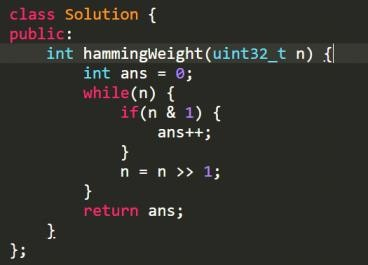 class Solution {
public:
    int hammingWeight(uint32_t n) {
        int ans = 0;
        while(n) {
            if(n & 1) {
                ans++;
            }
            n = n >> 1;
        }
        return ans;
    }
};